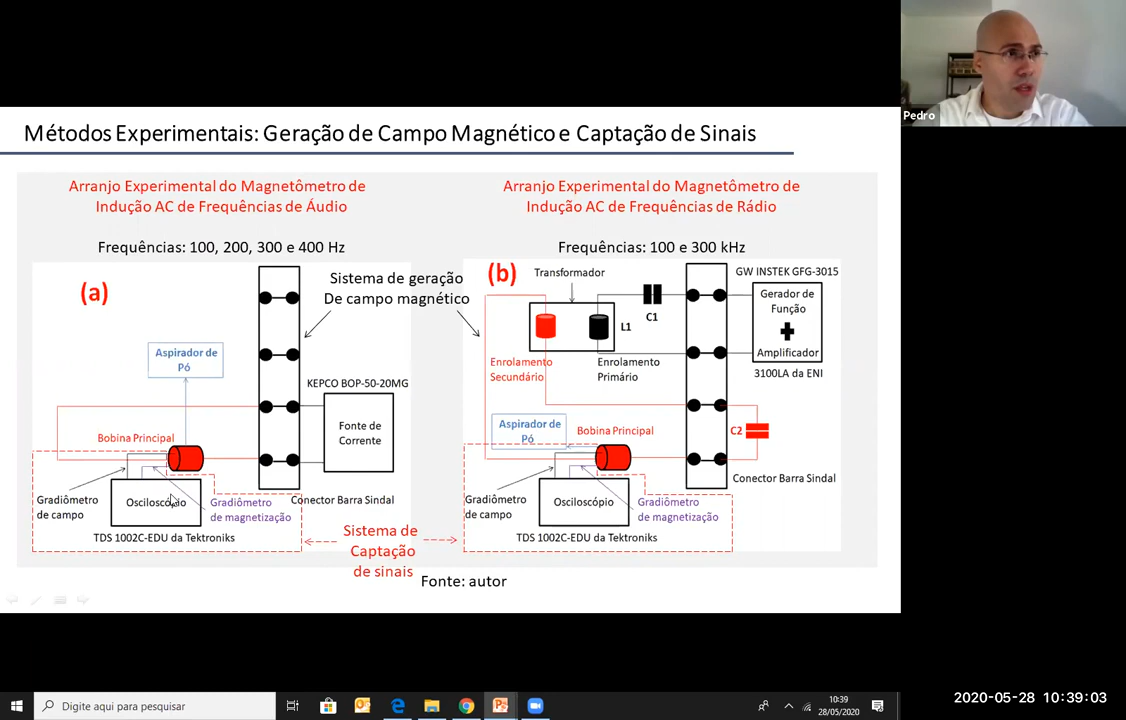 Pedro
Métodos Experimentais: Geração de Campo Magnético e Captação de Sinais
Arranjo Experimental do Magnetômetro de
Indução AC de Frequências de Áudio
Frequências: 100, 200, 300 e 400 Hz
(a)
Sistema de geração
De campo magnético
Aspirador de
Pó
KEPCO BOP-50-20MG
Fonte de
Corrente
Bobina Principal
Gradiômetro
de campo
Osciloscópio
Gradiômetro
de magnetização
Conector Barra Sindal
TDS 1002C-EDU da Tektroniks
Sistema de
Captação
de sinais
Arranjo Experimental do Magnetômetro de
Indução AC de Frequências de Rádio
Frequências: 100 e 300 kHz
(b)
Transformador
GW INSTEK GFG-3015
Gerador de
Função
Amplificador
3100LA da ENI
C1
L1
Enrolamento
Secundário
Enrolamento
Primário
Aspirador de
Pó
Bobina Principal
C2
Gradiômetro
de campo
Osciloscópio
Gradiômetro
de magnetização
Conector Barra Sindal
TDS 1002C-EDU da Tektroniks
Fonte: autor
Digite aqui para pesquisar
10:39
28/05/2020
2020-05-28 10:39:03